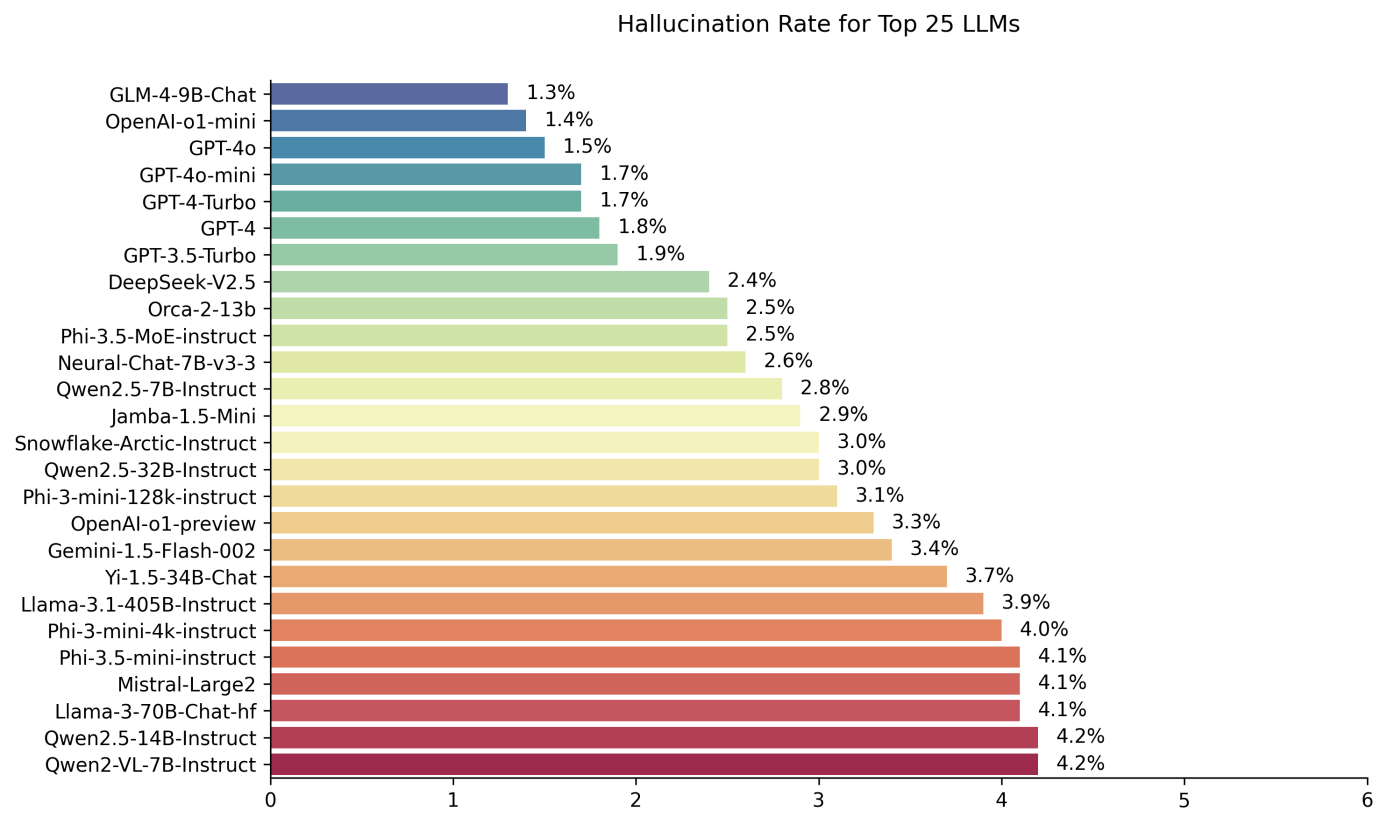 Hallucination Rate for Top 25 LLMs
GLM-4-9B-Chat 1.3%
OpenAI-o1-mini 1.4%
GPT-4o 1.5%
GPT-4o-mini 1.7%
GPT-4-Turbo 1.7%
GPT-4 1.8%
GPT-3.5-Turbo 1.9%
DeepSeek-V2.5 2.4%
Orca-2-13b 2.5%
Phi-3.5-MoE-instruct 2.5%
Neural-Chat-7B-v3-3 2.6%
Qwen2.5-7B-Instruct 2.8%
Jamba-1.5-Mini 2.9%
Snowflake-Arctic-Instruct 3.0%
Qwen2.5-32B-Instruct 3.0%
Phi-3-mini-128k-instruct 3.1%
OpenAI-o1-preview 3.3%
Gemini-1.5-Flash-002 3.4%
Yi-1.5-34B-Chat 3.7%
Llama-3.1-405B-Instruct 3.9%
Phi-3-mini-4k-instruct 4.0%
Phi-3.5-mini-instruct 4.1%
Mistral-Large2 4.1%
Llama-3-70B-Chat-hf 4.1%
Qwen2.5-14B-Instruct 4.2%
Qwen2-VL-7B-Instruct 4.2%
0 1 2 3 4 5 6